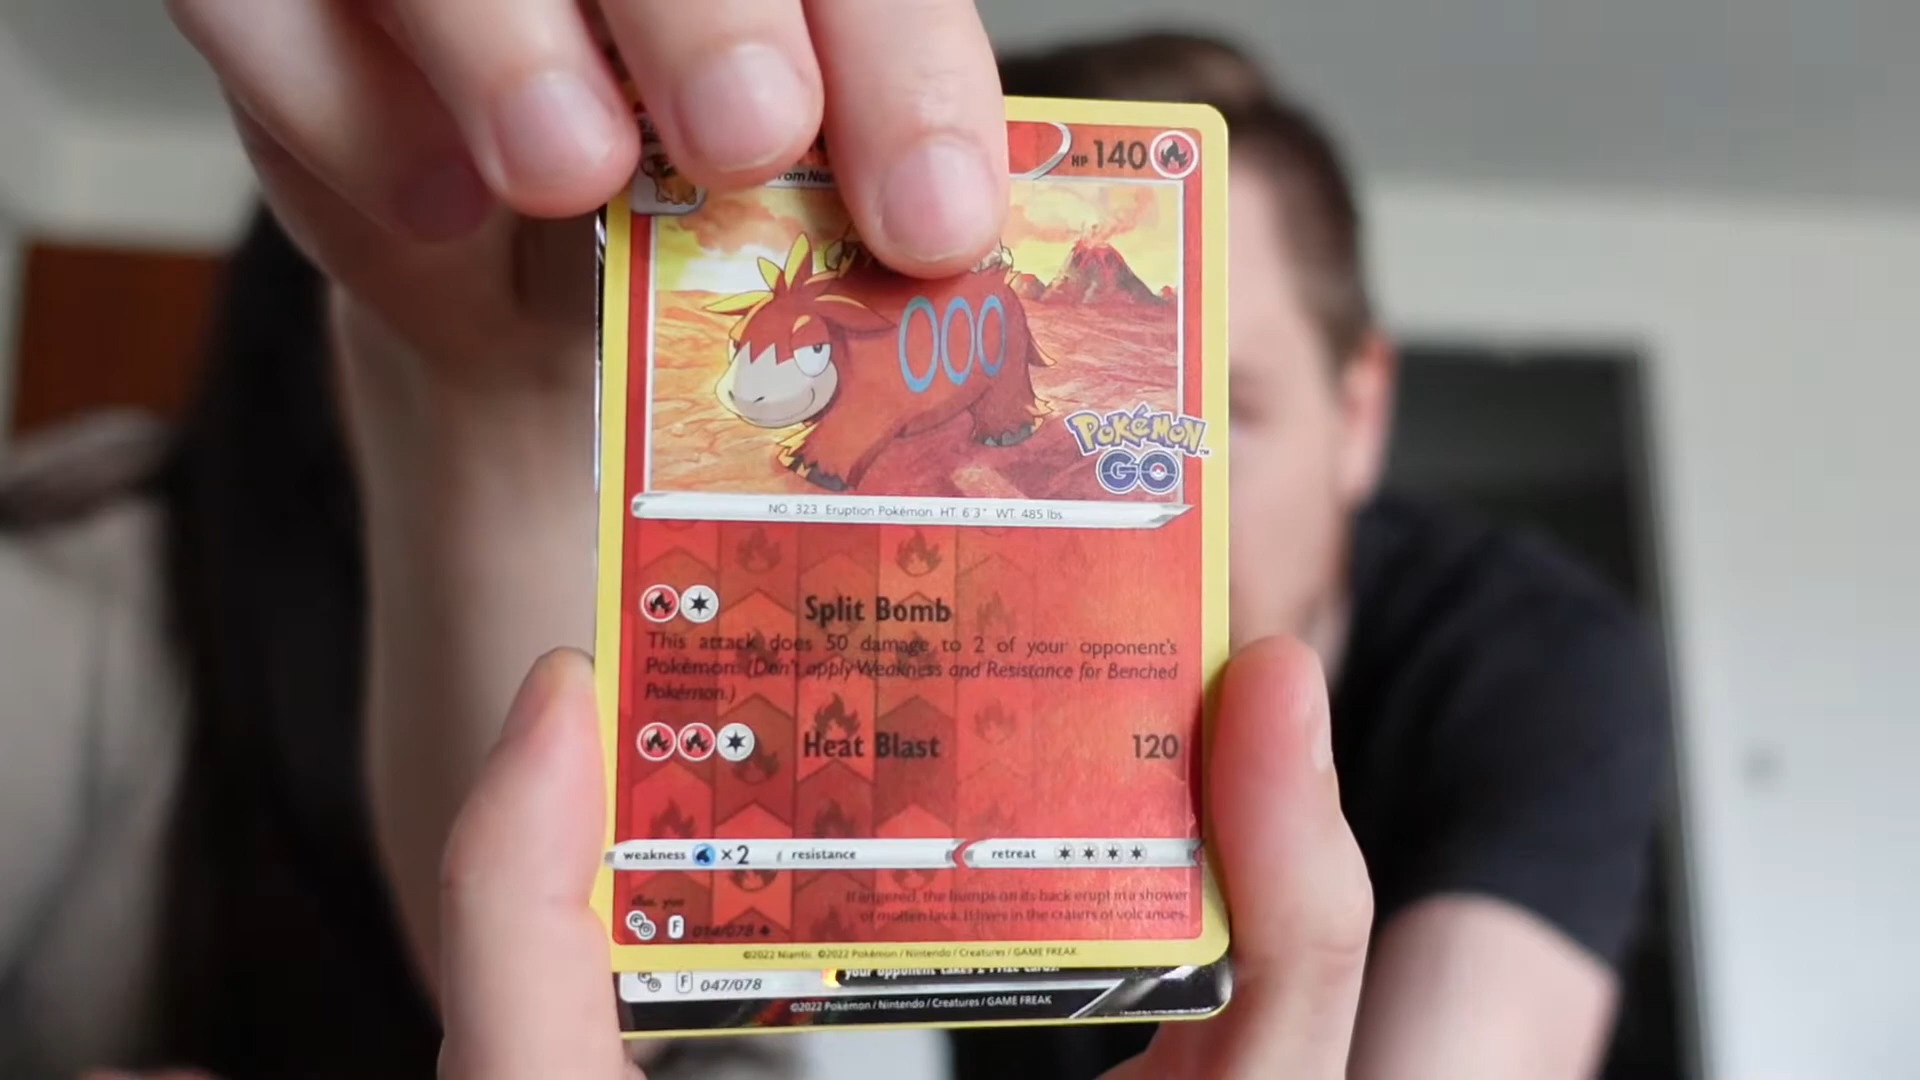 HP 140
POKÉMON
GO
NO. 323 Eruption Pokémon HT. 6'3" WT. 485 lbs.
Split Bomb
This attack does 50 damage to 2 of your opponent's
Pokémon. (Don't apply Weakness and Resistance for Benched
Pokémon.)
Heat Blast 120
weakness ×2 resistance retreat
If angered, the humps on its back erupt in a shower
of molten lava. It lives in the craters of volcanoes.
F 014/078
©2022 Niantic. ©2022 Pokémon / Nintendo / Creatures / GAME FREAK
your opponent takes 2 Prize cards.
F 047/078
©2022 Pokémon / Nintendo / Creatures / GAME FREAK